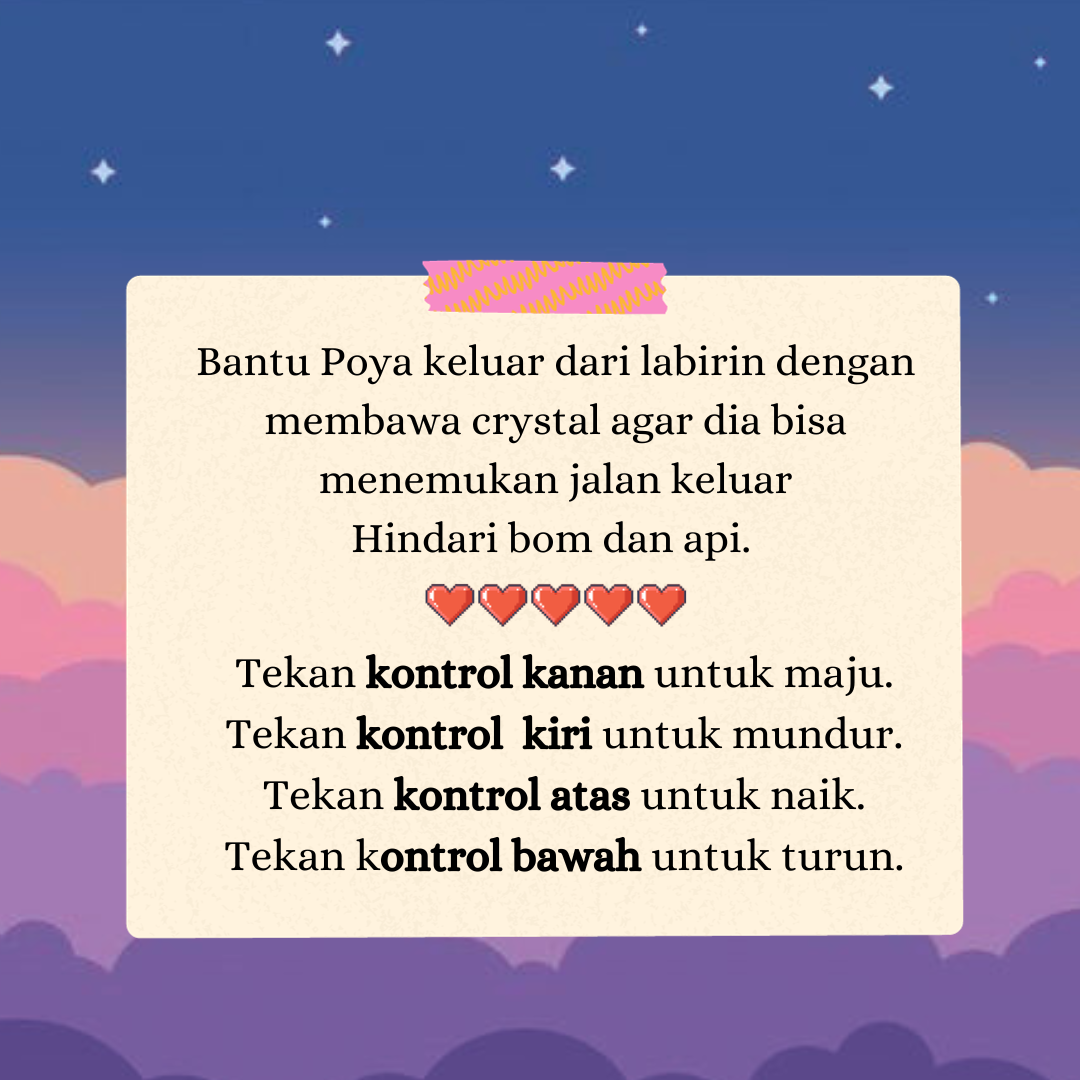 Bantu Poya keluar dari labirin dengan
membawa crystal agar dia bisa
menemukan jalan keluar
Hindari bom dan api.
Tekan kontrol kanan untuk maju.
Tekan kontrol  kiri untuk mundur.
Tekan kontrol atas untuk naik.
Tekan kontrol bawah untuk turun.